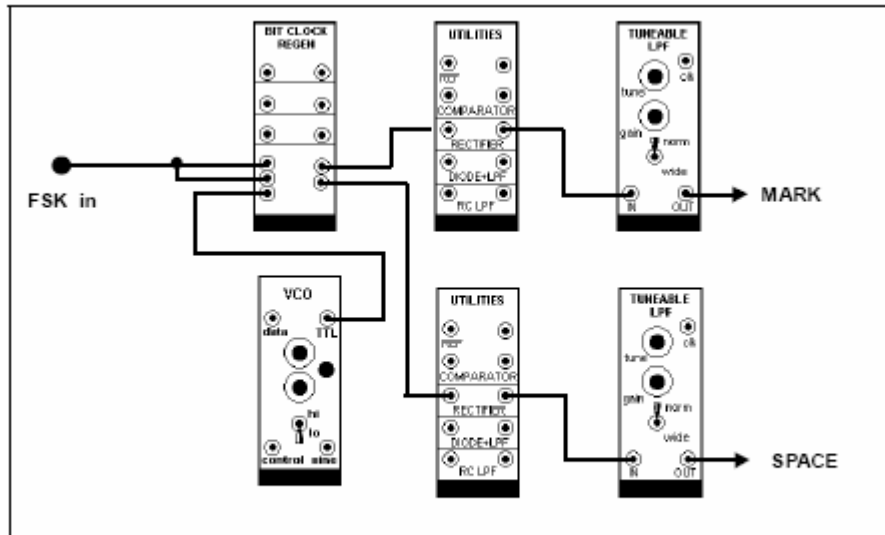 BIT CLOCK
REGEN
UTILITIES
REF
COMPARATOR
RECTIFIER
DIODE+LPF
RC LPF
TUNEABLE
LPF
clk
tune
gain
norm
wide
IN
OUT
MARK
FSK in
VCO
data
TTL
hi
lo
control
sine
UTILITIES
REF
COMPARATOR
RECTIFIER
DIODE+LPF
RC LPF
TUNEABLE
LPF
clk
tune
gain
norm
wide
IN
OUT
SPACE